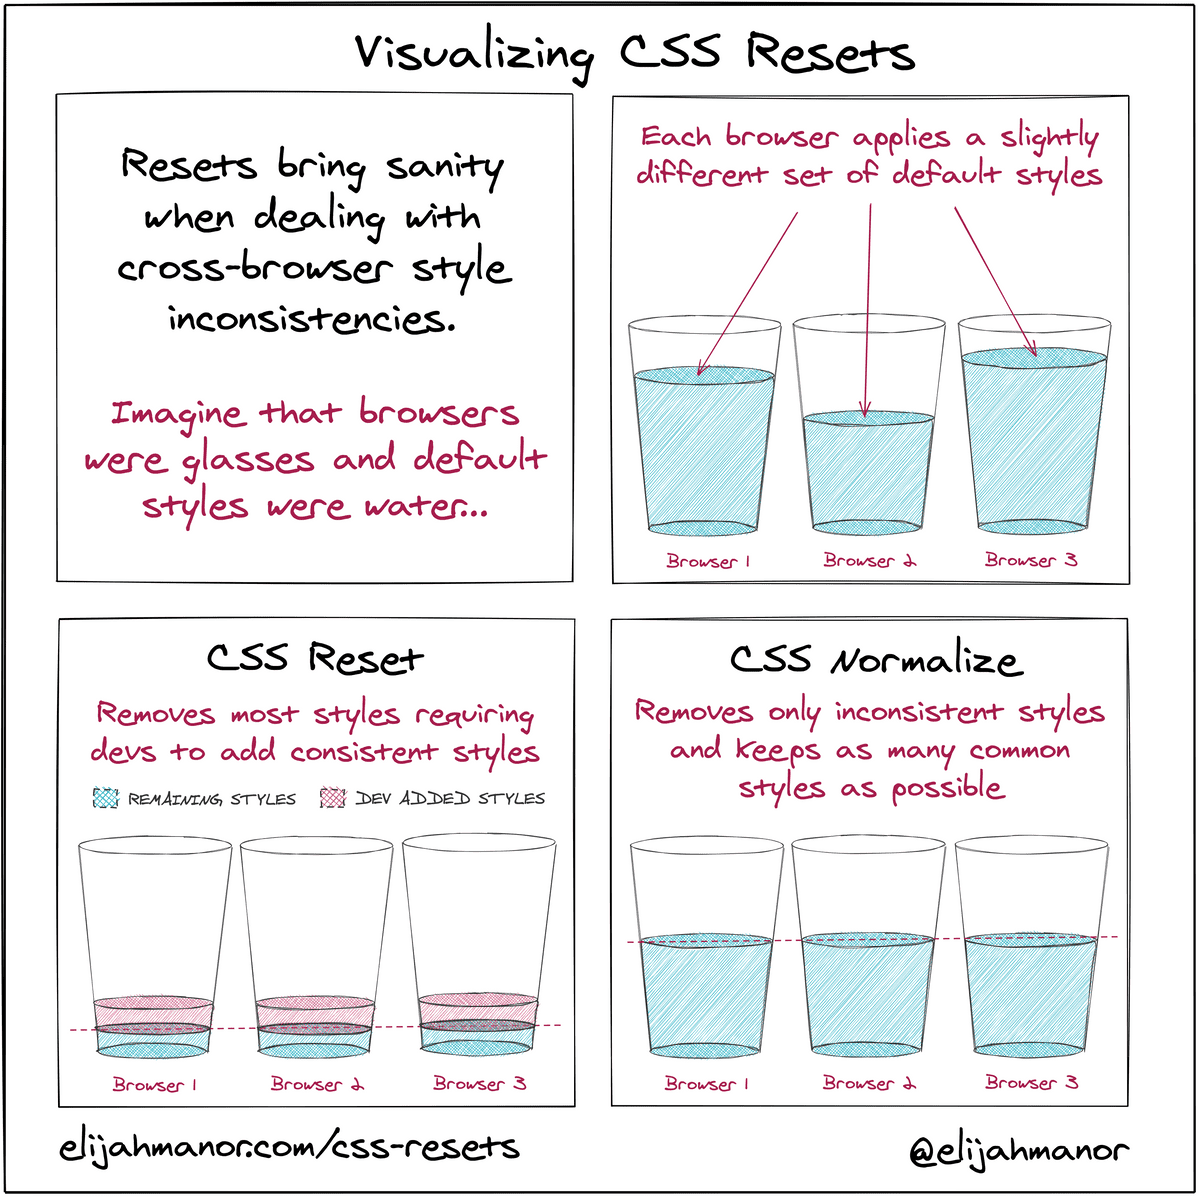 Visualizing CSS Resets
Resets bring sanity
when dealing with
cross-browser style
inconsistencies.
Imagine that browsers
were glasses and default
styles were water...
Each browser applies a slightly
different set of default styles
Browser 1
Browser 2
Browser 3
CSS Reset
Removes most styles requiring
devs to add consistent styles
REMAINING STYLES
DEV ADDED STYLES
Browser 1
Browser 2
Browser 3
CSS Normalize
Removes only inconsistent styles
and keeps as many common
styles as possible
Browser 1
Browser 2
Browser 3
elijahmanor.com/css-resets
@elijahmanor